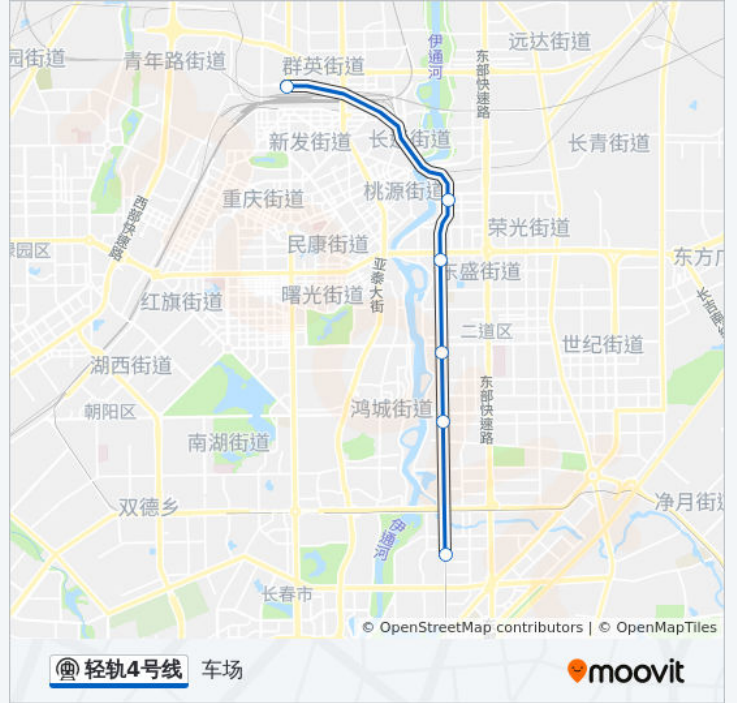 园街道
青年路街道
群英街道
伊通河
东部快速路
远达街道
新发街道
长通街道
长青街道
重庆街道
桃源街道
西部快速路
荣光街道
绿园区
民康街道
亚泰大街
东盛街道
东方广
红旗街道
曙光街道
二道区
世纪街道
湖西街道
朝阳区
鸿城街道
东部快速路
南湖街道
双德乡
净月街道
伊通河
长春市
© OpenStreetMap contributors | © OpenMapTiles
轻轨4号线 车场
moovit